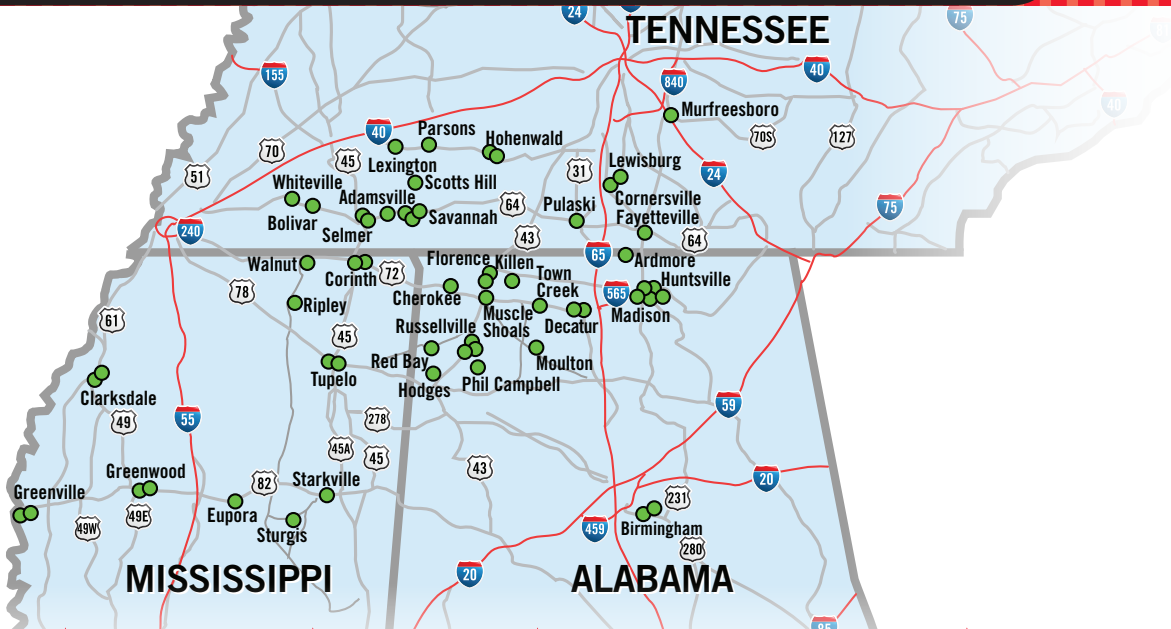 24
75
TENNESSEE
155
840
40
40
Murfreesboro
40
Parsons
Hohenwald
70S
127
70
45
Lexington
Lewisburg
31
24
51
Whiteville
Scotts Hill
Adamsville
Cornersville
64
Pulaski
Fayetteville
75
Bolivar
Savannah
Selmer
240
43
64
65
Walnut
Florence
Killen
Ardmore
Corinth
72
Town
Creek
Huntsville
78
Cherokee
565
Ripley
Muscle
Shoals
Decatur
Madison
61
Russellville
45
Red Bay
Moulton
Tupelo
Hodges
Phil Campbell
Clarksdale
59
49
55
278
45A
45
43
Greenwood
20
82
Starkville
Greenville
231
49E
Eupora
49W
Sturgis
459
Birmingham
280
MISSISSIPPI
20
ALABAMA
85